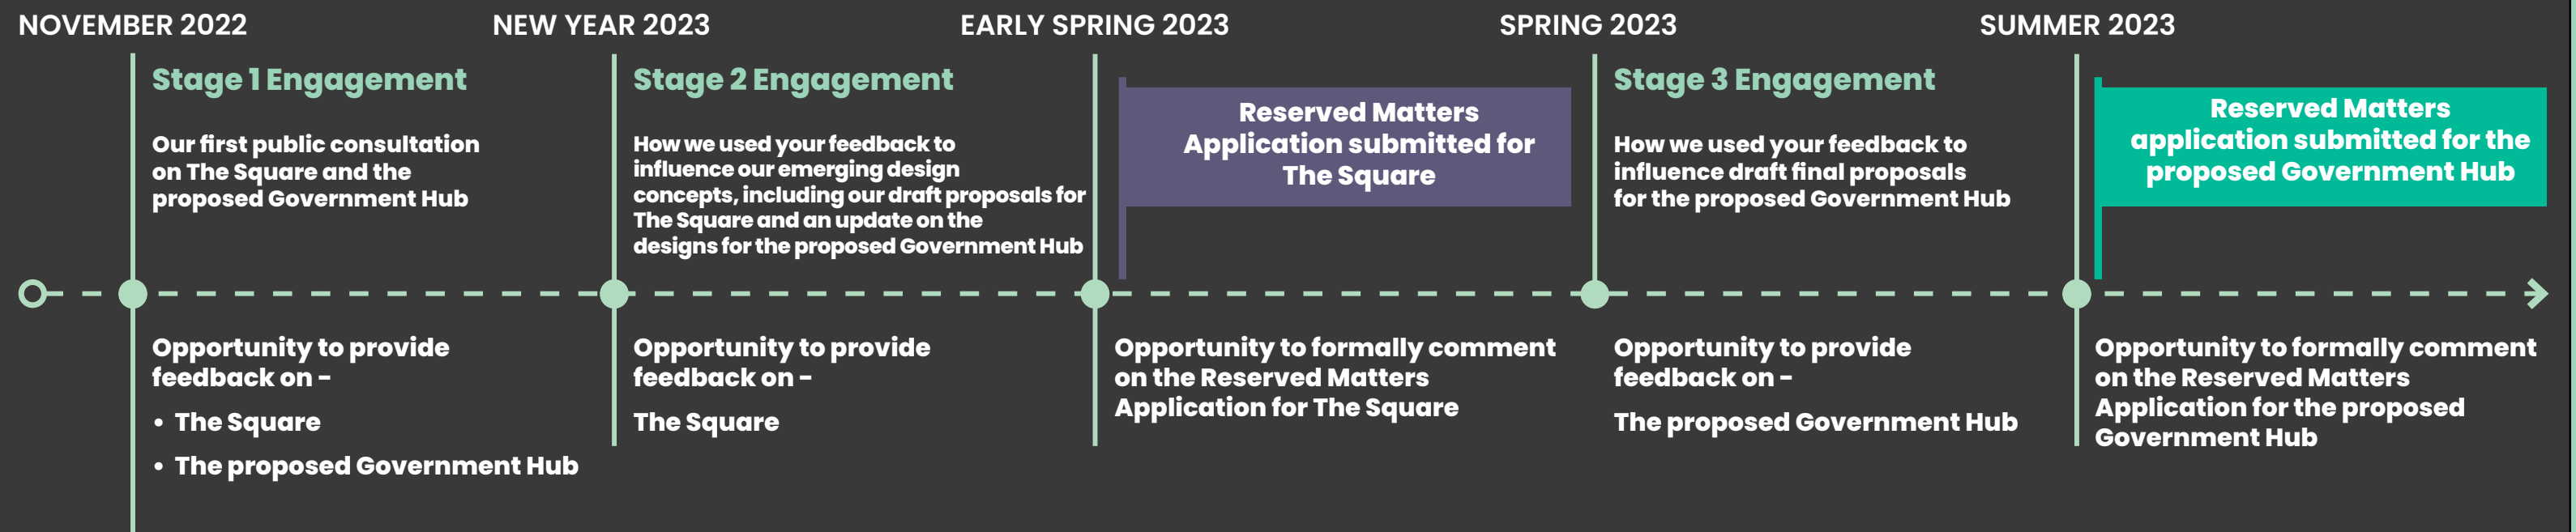 NOVEMBER 2022
Stage 1 Engagement
Our first public consultation
on The Square and the
proposed Government Hub
Opportunity to provide
feedback on -
• The Square
• The proposed Government Hub
NEW YEAR 2023
Stage 2 Engagement
How we used your feedback to
influence our emerging design
concepts, including our draft proposals for
The Square and an update on the
designs for the proposed Government Hub
Opportunity to provide
feedback on -
The Square
EARLY SPRING 2023
Reserved Matters
Application submitted for
The Square
Opportunity to formally comment
on the Reserved Matters
Application for The Square
SPRING 2023
Stage 3 Engagement
How we used your feedback to
influence draft final proposals
for the proposed Government Hub
Opportunity to provide
feedback on -
The proposed Government Hub
SUMMER 2023
Reserved Matters
application submitted for the
proposed Government Hub
Opportunity to formally comment
on the Reserved Matters
Application for the proposed
Government Hub